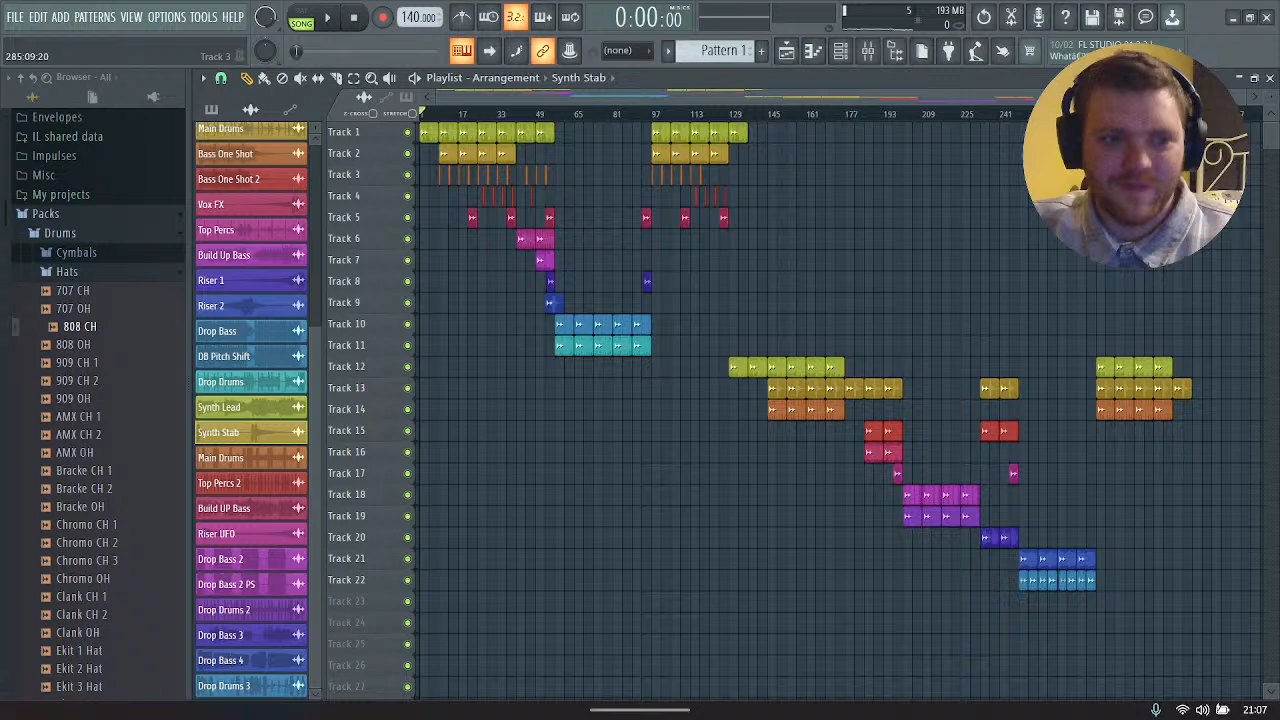 FILE EDIT ADD PATTERNS VIEW OPTIONS TOOLS HELP
PAT
SONG
140.000
3.2.
0:00:00
M:S:CS
5
193 MB
0
285:09:20
Track 3
(none)
Pattern 1
10/02 FL STUDIO
Browser - All
Playlist - Arrangement
Synth Stab
Z-CROSS
STRETCH
17
33
49
65
81
97
113
129
145
161
177
193
209
225
241
Envelopes
IL shared data
Impulses
Misc
My projects
Packs
Drums
Cymbals
Hats
707 CH
707 OH
808 CH
808 OH
909 CH 1
909 CH 2
909 OH
AMX CH 1
AMX CH 2
AMX OH
Bracke CH 1
Bracke CH 2
Bracke OH
Chromo CH 1
Chromo CH 2
Chromo CH 3
Chromo OH
Clank CH 1
Clank CH 2
Clank OH
Ekit 1 Hat
Ekit 2 Hat
Ekit 3 Hat
Main Drums
Bass One Shot
Bass One Shot 2
Vox FX
Top Percs
Build Up Bass
Riser 1
Riser 2
Drop Bass
DB Pitch Shift
Drop Drums
Synth Lead
Synth Stab
Main Drums
Top Percs 2
Build UP Bass
Riser UFO
Drop Bass 2
Drop Bass 2 PS
Drop Drums 2
Drop Bass 3
Drop Bass 4
Drop Drums 3
Track 1
Track 2
Track 3
Track 4
Track 5
Track 6
Track 7
Track 8
Track 9
Track 10
Track 11
Track 12
Track 13
Track 14
Track 15
Track 16
Track 17
Track 18
Track 19
Track 20
Track 21
Track 22
Track 23
Track 24
Track 25
Track 26
Track 27
21:07